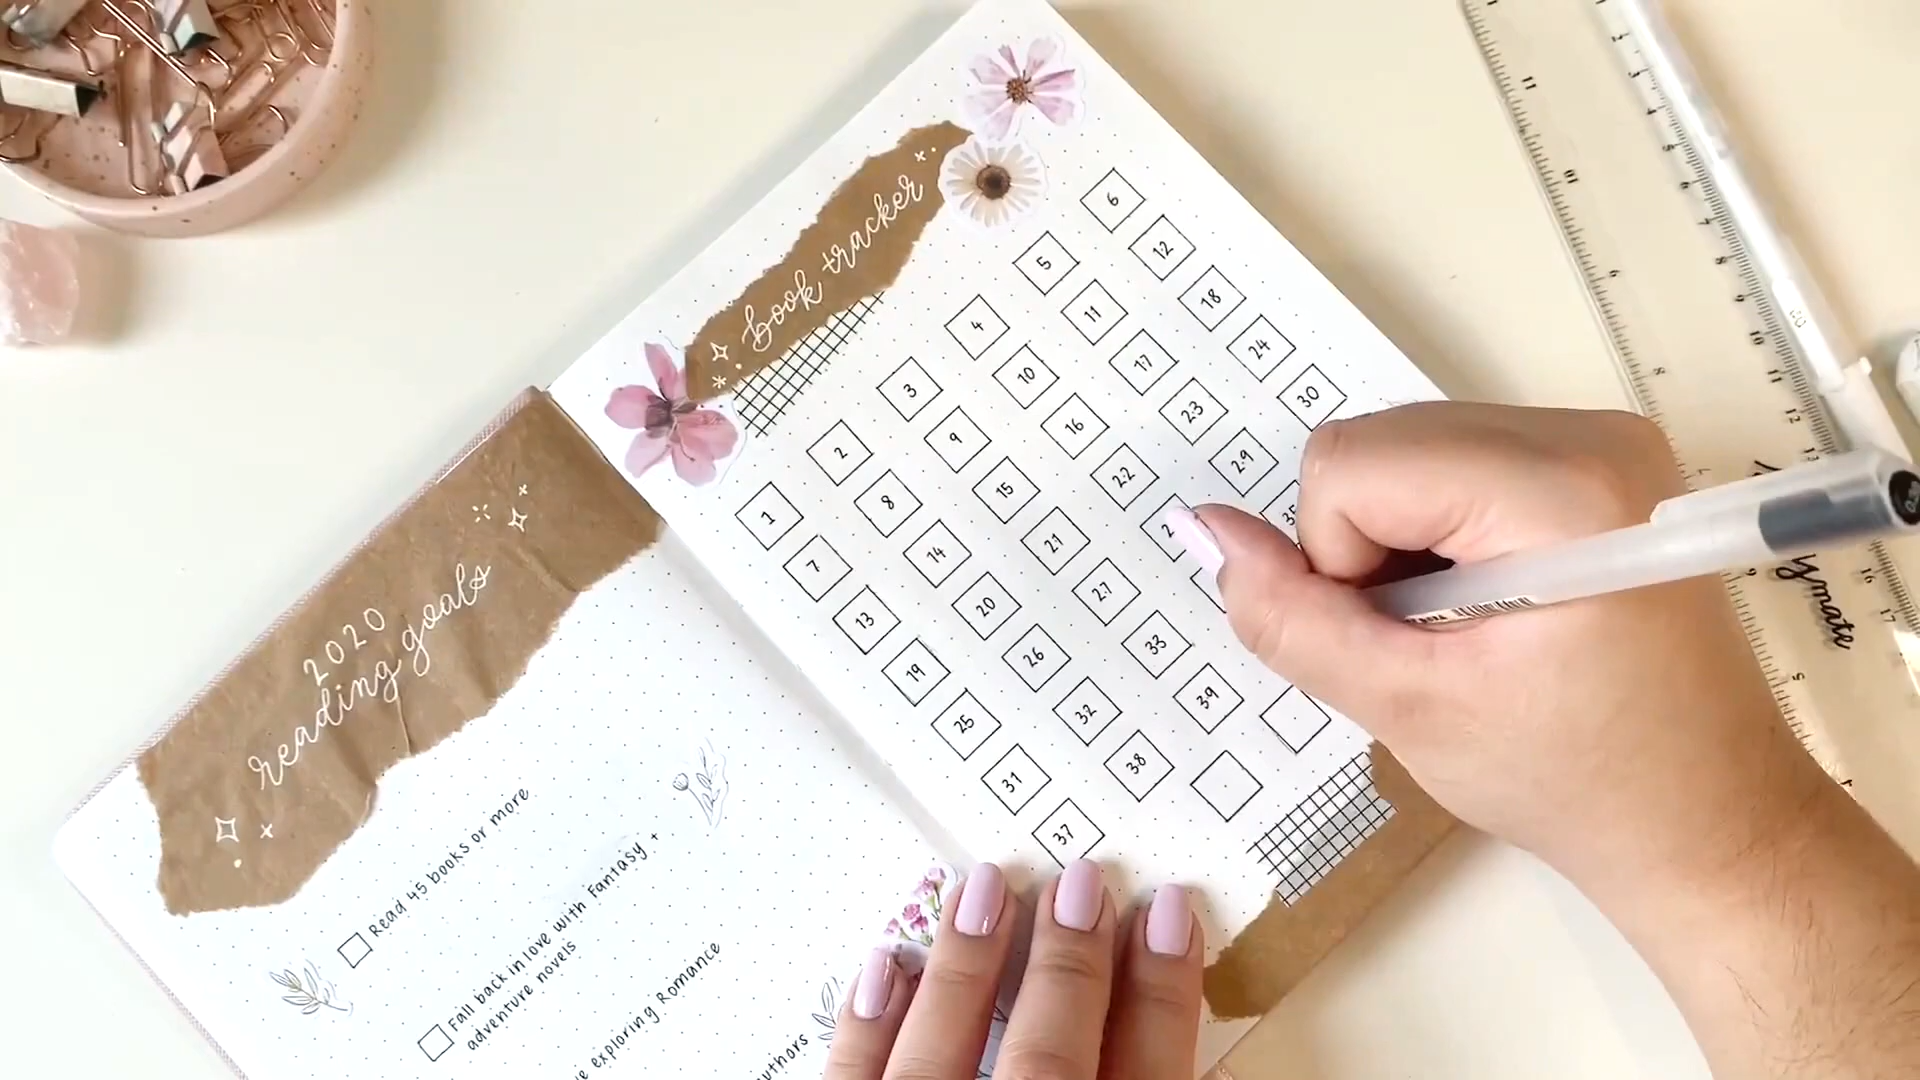 2020
reading goals
Read 45 books or more
Fall back in love with Fantasy +
adventure novels
exploring Romance
book tracker
1 2 3 4 5 6
7 8 9 10 11 12
13 14 15 16 17 18
19 20 21 22 23 24
25 26 27 29 30
31 32 33 35
37 38 39